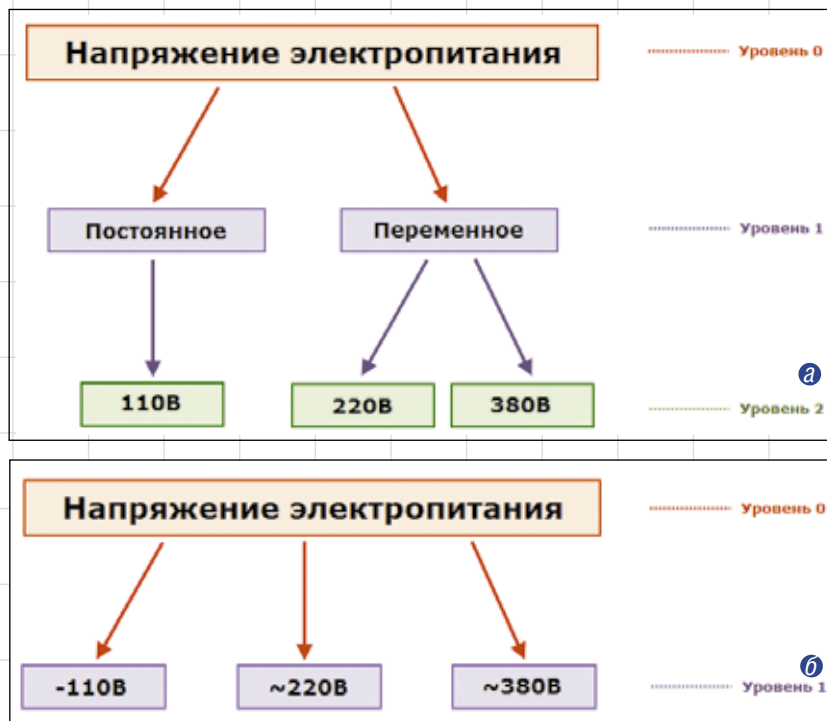 Напряжение электропитания
Уровень 0
Постоянное
Переменное
Уровень 1
110В
220В
380В
Уровень 2
а
Напряжение электропитания
Уровень 0
-110В
~220В
~380В
Уровень 1
б